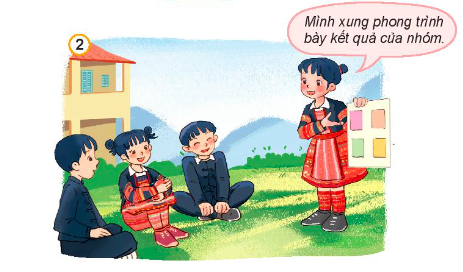 Mình xung phong trình
bày kết quả của nhóm.
2